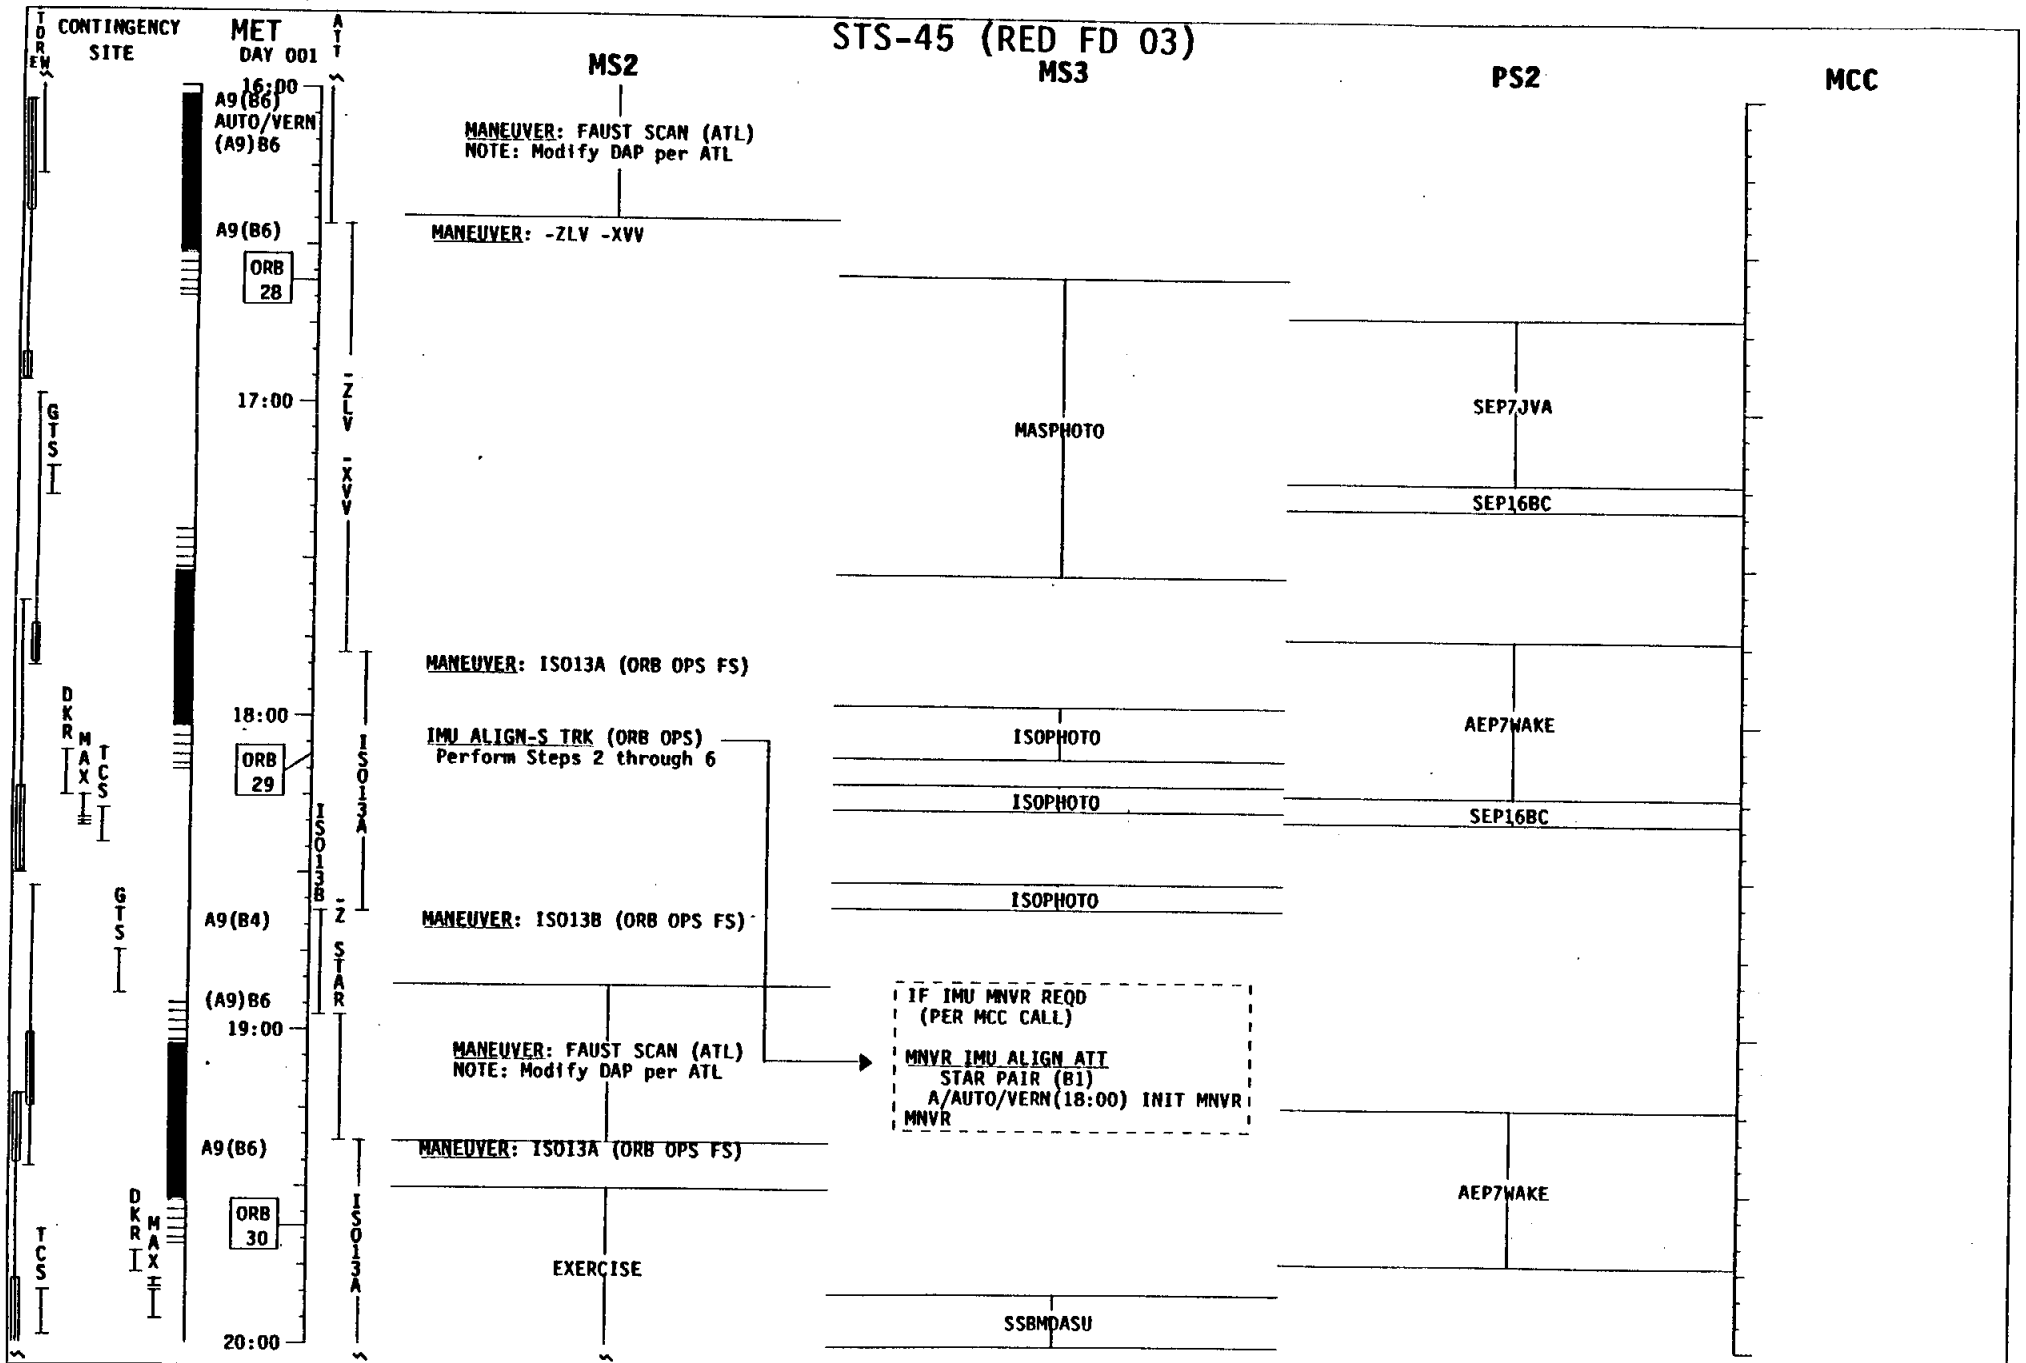 STS-45 (RED FD 03)
TDRE W
CONTINGENCY
SITE
MET
DAY 001
ATT
MS2
MS3
PS2
MCC
16:00
A9(B6)
AUTO/VERN
(A9)B6
MANEUVER: FAUST SCAN (ATL)
NOTE: Modify DAP per ATL
A9(B6)
MANEUVER: -ZLV -XVV
ORB
28
-ZLV -XVV
17:00
GTS
MASPHOTO
SEP7JVA
SEP16BC
MANEUVER: ISO13A (ORB OPS FS)
DKR
MAX
TCS
18:00
ORB
29
IMU ALIGN-S TRK (ORB OPS)
Perform Steps 2 through 6
ISO13A
ISOPHOTO
AEP7WAKE
ISOPHOTO
SEP16BC
ISO13B
GTS
A9(B4)
-Z STAR
MANEUVER: ISO13B (ORB OPS FS)
ISOPHOTO
(A9)B6
19:00
MANEUVER: FAUST SCAN (ATL)
NOTE: Modify DAP per ATL
IF IMU MNVR REQD
(PER MCC CALL)
MNVR IMU ALIGN ATT
STAR PAIR (B1)
A/AUTO/VERN(18:00) INIT MNVR
MNVR
A9(B6)
MANEUVER: ISO13A (ORB OPS FS)
DKR
MAX
TCS
ORB
30
ISO13A
EXERCISE
AEP7WAKE
SSBMDASU
20:00